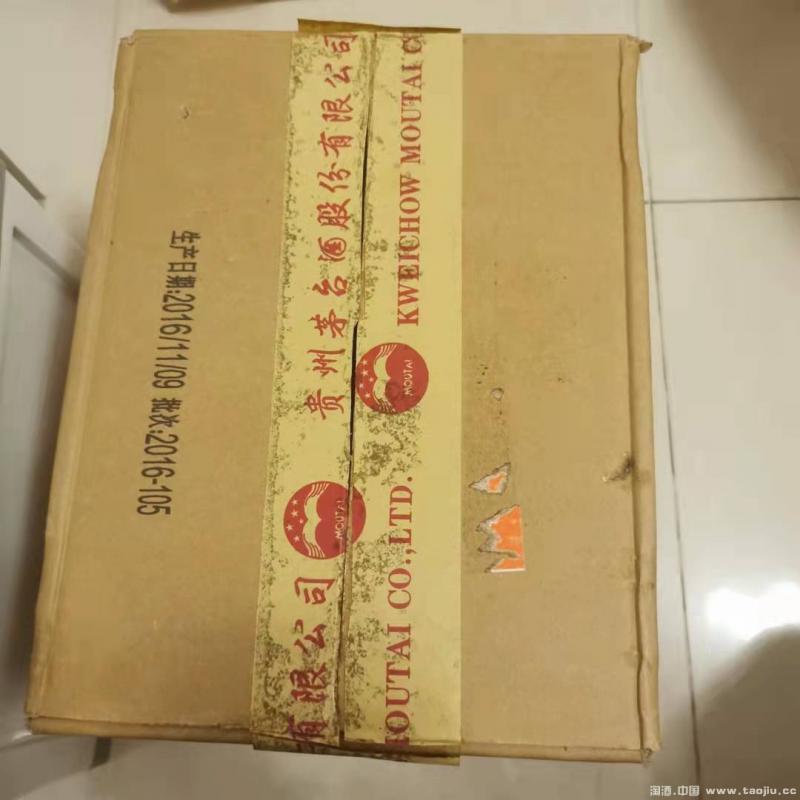 生产日期:2016/11/09 批次:2016-105
贵州茅台酒股份有限公司
MOUTAI
有限公司
KWEICHOW MOUTAI C
MOUTAI
MOUTAI CO.,LTD.
淘酒.中国 www.taojiu.cc